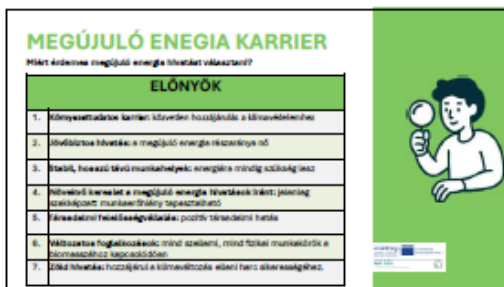 MEGÚJULÓ ENEGIA KARRIER
Miért érdemes megújuló energia hivatást választani?
ELŐNYÖK
1. Környezettudatos karrier: közvetlen hozzájárulás a klímavédelemhez
2. Jövőbiztos hivatás: a megújuló energia részaránya nő
3. Stabil, hosszú távú munkahelyek: energiára mindig szükség lesz
4. Növekvő kereslet a megújuló energia hivatások iránt: jelenleg
szakképzett munkaerőhiány tapasztalható
5. Társadalmi felelősségvállalás: pozitív társadalmi hatás
6. Változatos foglalkozások: mind szellemi, mind fizikai munkakörök a
biomasszához kapcsolódóan
7. Zöld hivatás: hozzájárul a klímaváltozás elleni harc sikerességéhez.